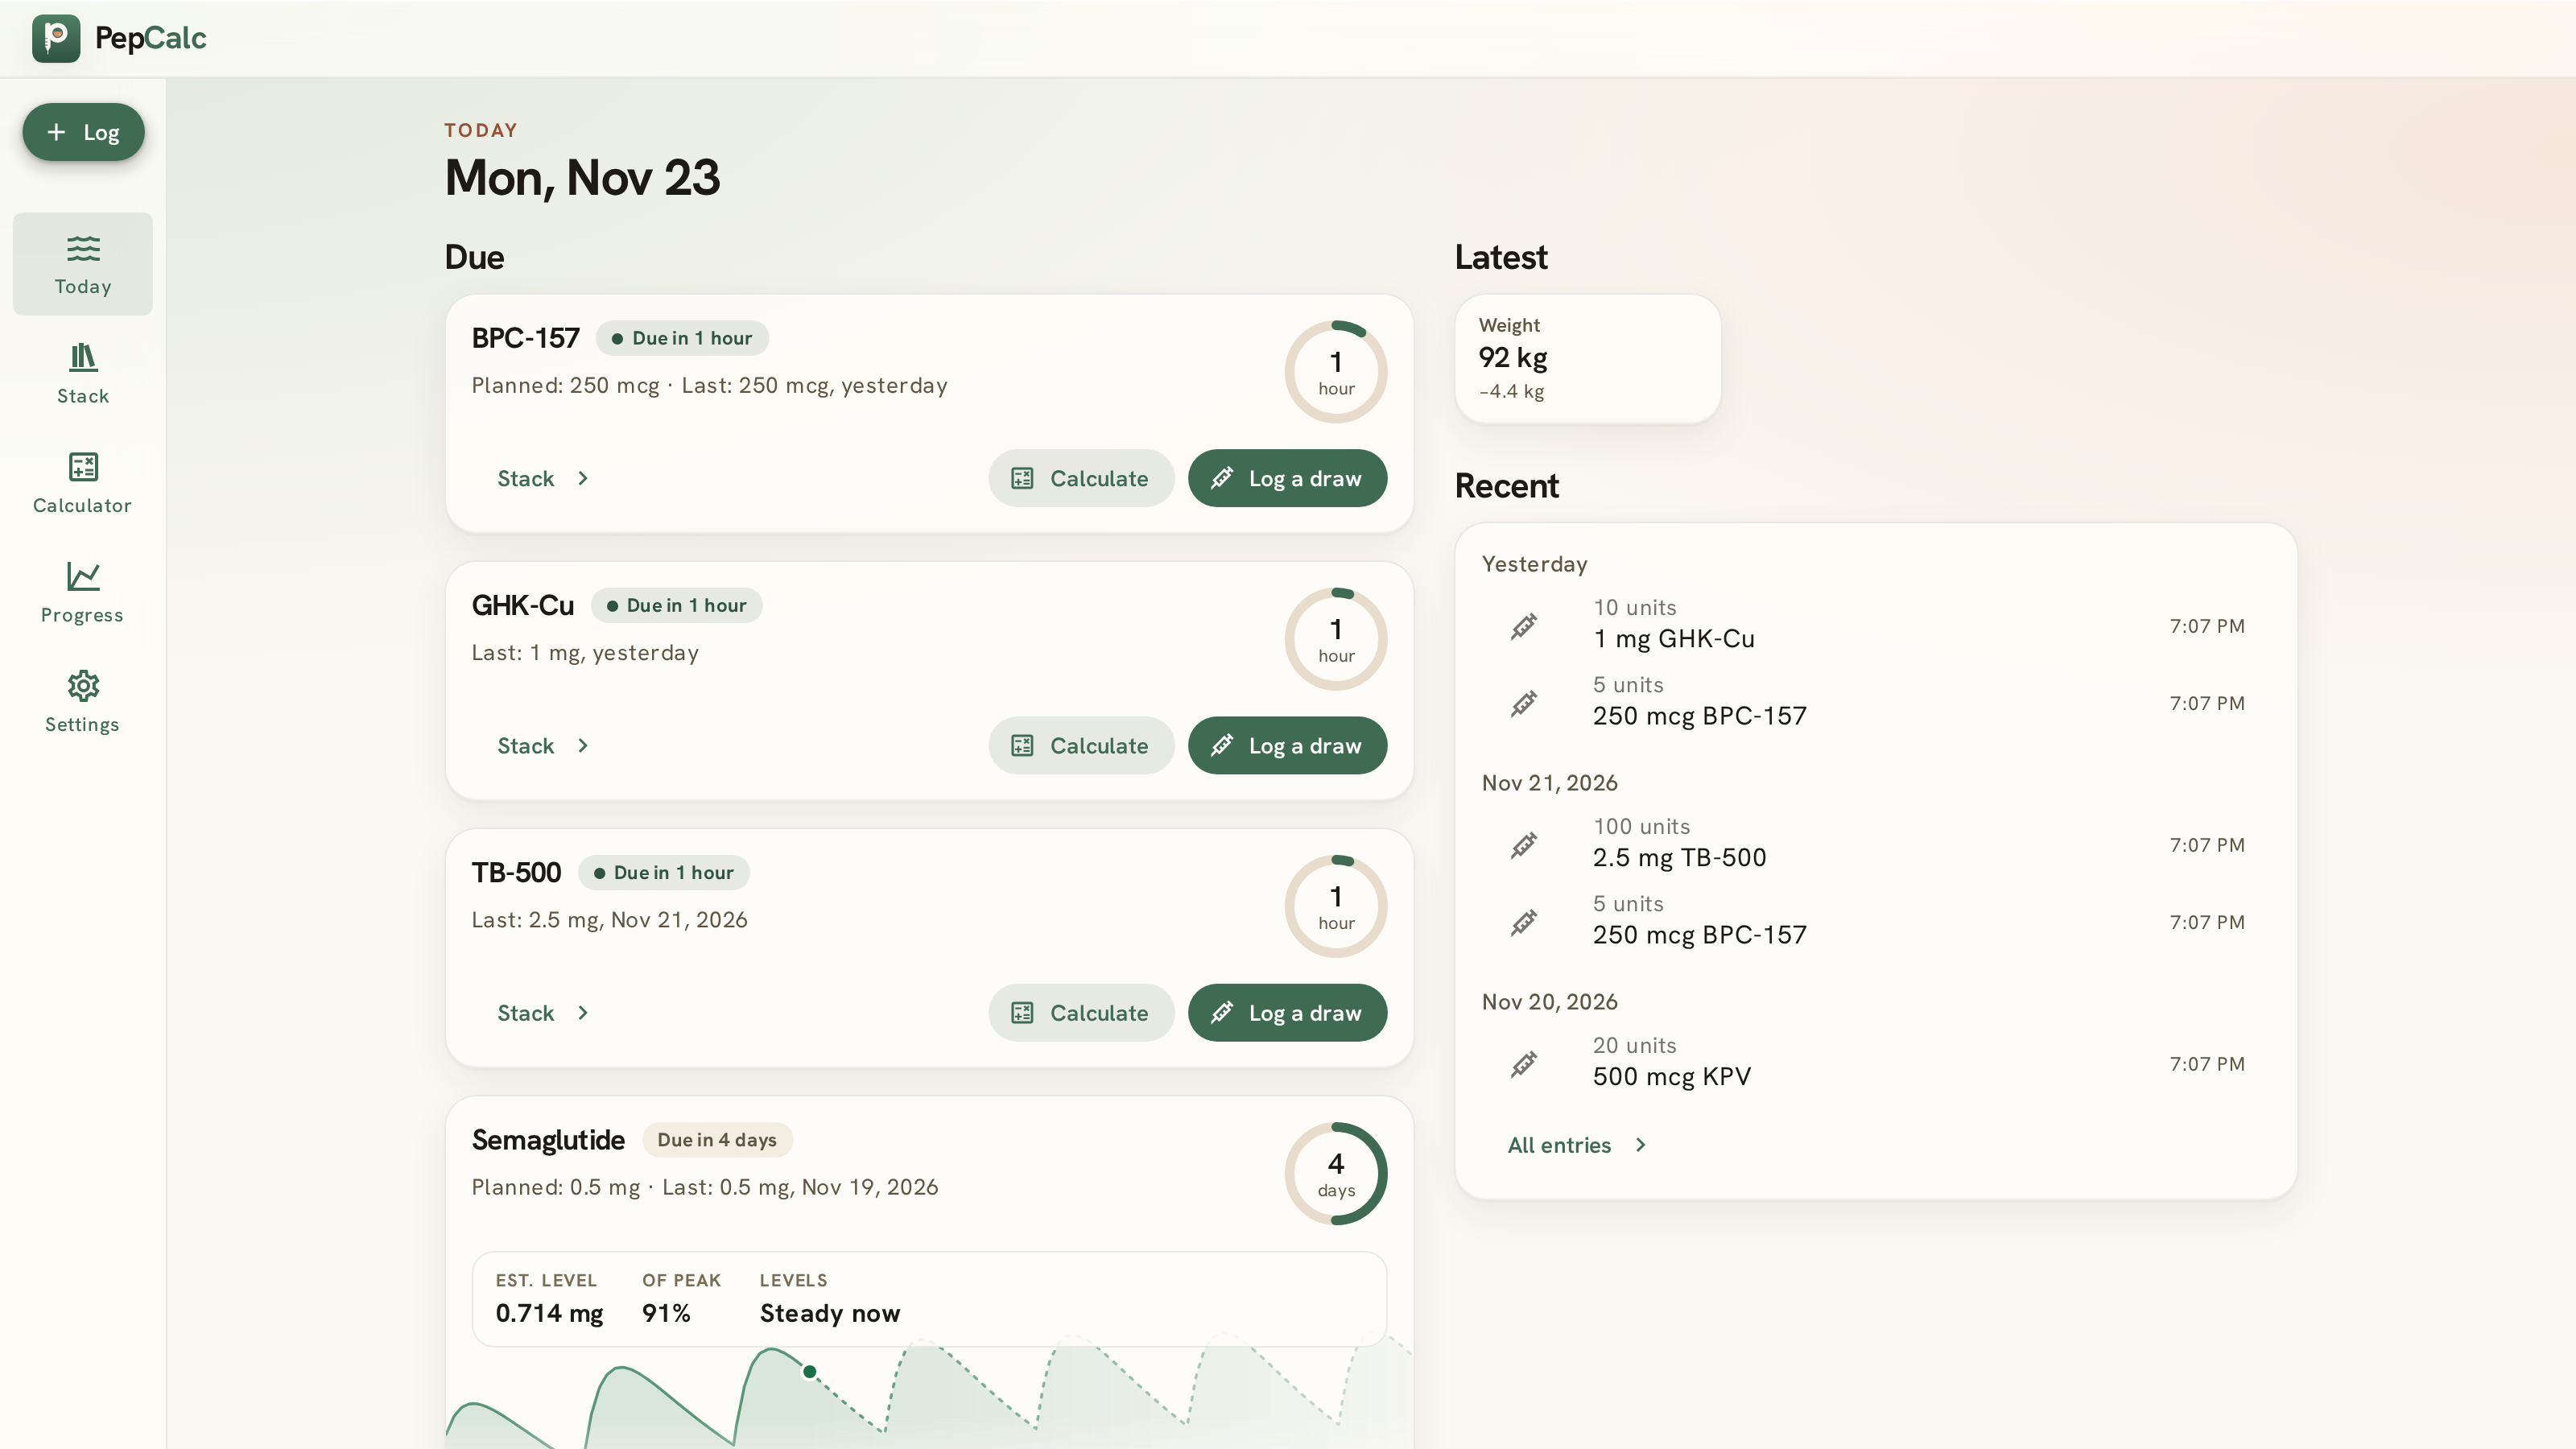 PepCalc
Log
Today
Stack
Calculator
Progress
Settings
TODAY
Mon, Nov 23
Due
BPC-157
Due in 1 hour
Planned: 250 mcg · Last: 250 mcg, yesterday
1
hour
Stack
Calculate
Log a draw
GHK-Cu
Due in 1 hour
Last: 1 mg, yesterday
1
hour
Stack
Calculate
Log a draw
TB-500
Due in 1 hour
Last: 2.5 mg, Nov 21, 2026
1
hour
Stack
Calculate
Log a draw
Semaglutide
Due in 4 days
Planned: 0.5 mg · Last: 0.5 mg, Nov 19, 2026
4
days
EST. LEVEL
0.714 mg
OF PEAK
91%
LEVELS
Steady now
Latest
Weight
92 kg
−4.4 kg
Recent
Yesterday
10 units
1 mg GHK-Cu
7:07 PM
5 units
250 mcg BPC-157
7:07 PM
Nov 21, 2026
100 units
2.5 mg TB-500
7:07 PM
5 units
250 mcg BPC-157
7:07 PM
Nov 20, 2026
20 units
500 mcg KPV
7:07 PM
All entries